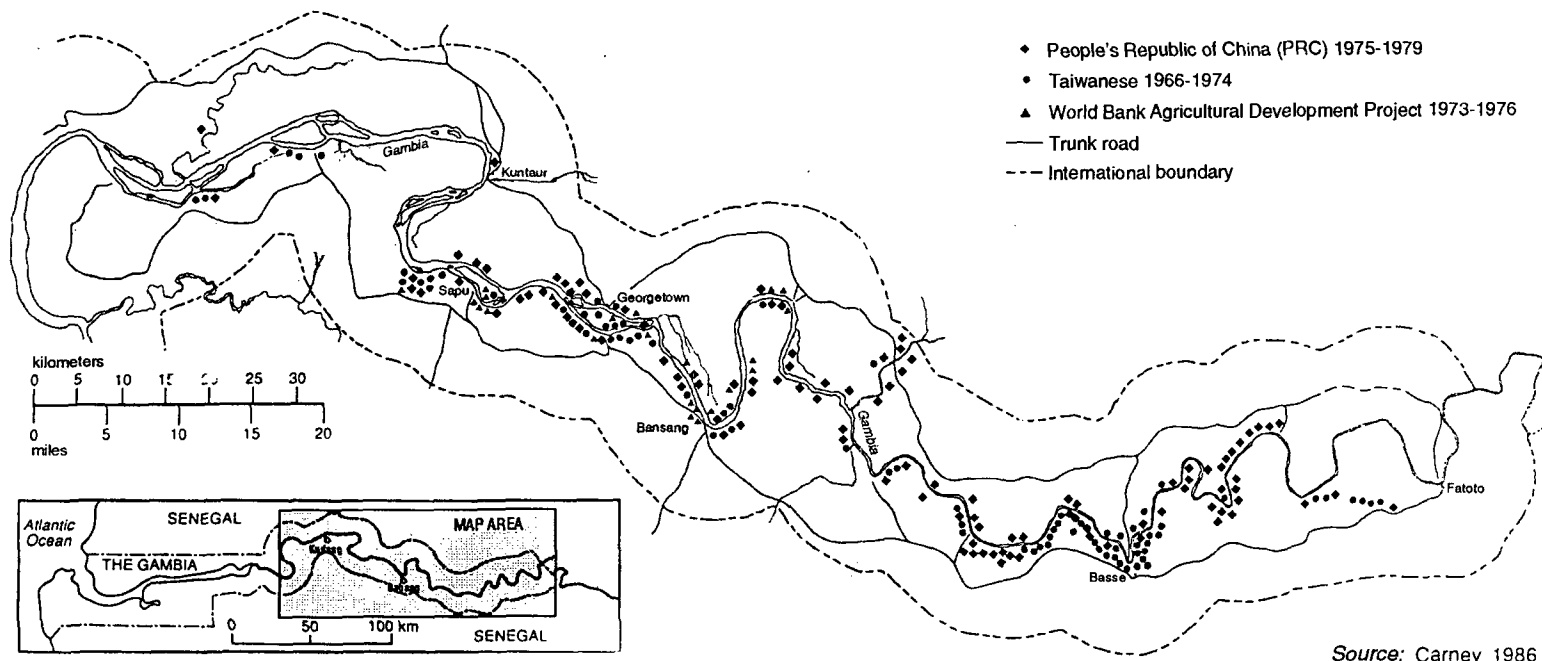 People's Republic of China (PRC) 1975-1979
Taiwanese 1966-1974
World Bank Agricultural Development Project 1973-1976
Trunk road
International boundary
Gambia
Kuntaur
Sapu
Georgetown
Bansang
Gambia
Basse
Fatoto
kilometers
0 5 10 15 20 25 30
0 5 10 15 20
miles
Atlantic
Ocean
SENEGAL
MAP AREA
THE GAMBIA
0 50 100 km
SENEGAL
Source: Carney 1986